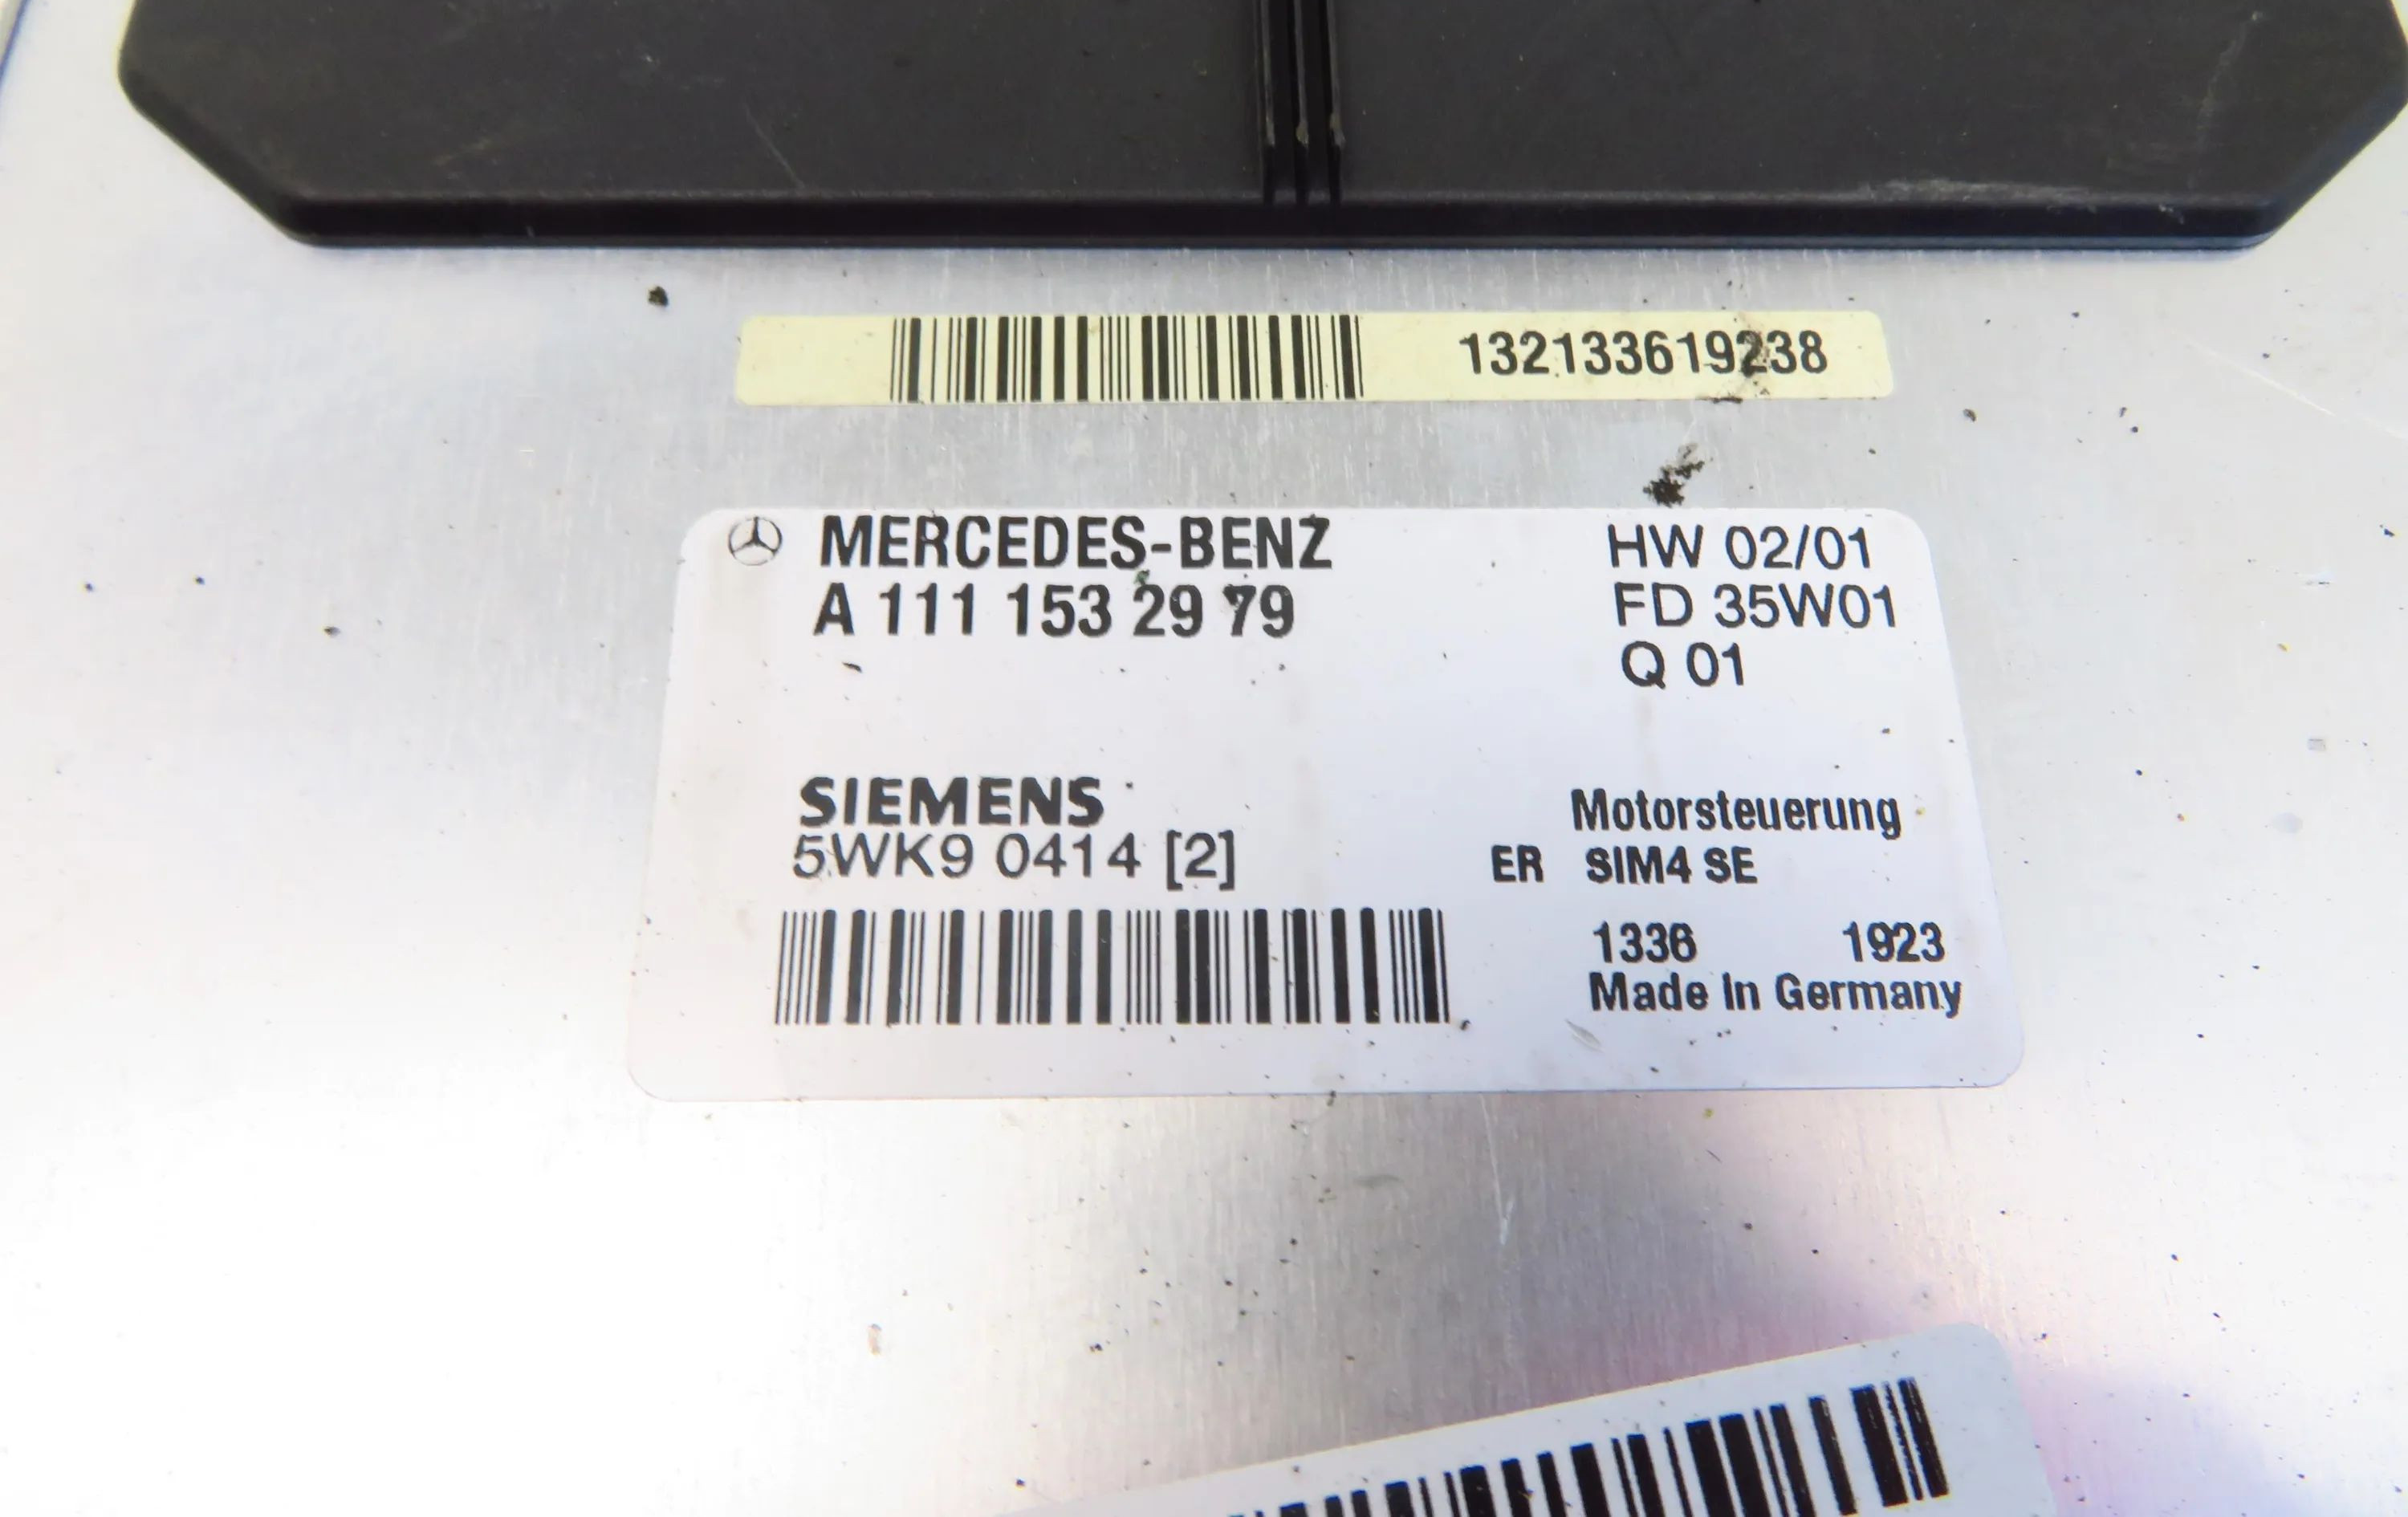 132133619238
MERCEDES-BENZ
A 111 153 29 79
HW 02/01
FD 35W01
Q 01
SIEMENS
5WK9 0414 [2]
Motorsteuerung
ER SIM4 SE
1336 1923
Made In Germany